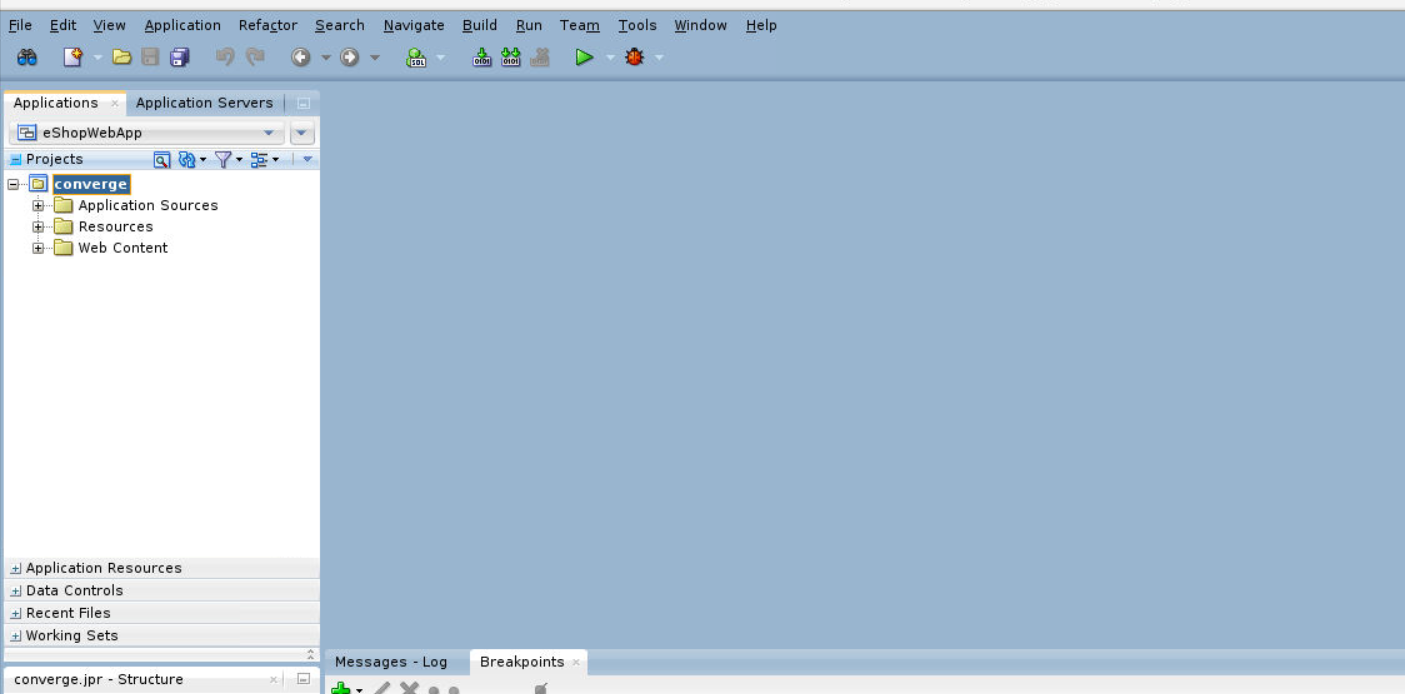 File Edit View Application Refactor Search Navigate Build Run Team Tools Window Help
Applications Application Servers
eShopWebApp
Projects
converge
Application Sources
Resources
Web Content
Application Resources
Data Controls
Recent Files
Working Sets
Messages - Log Breakpoints
converge.jpr - Structure